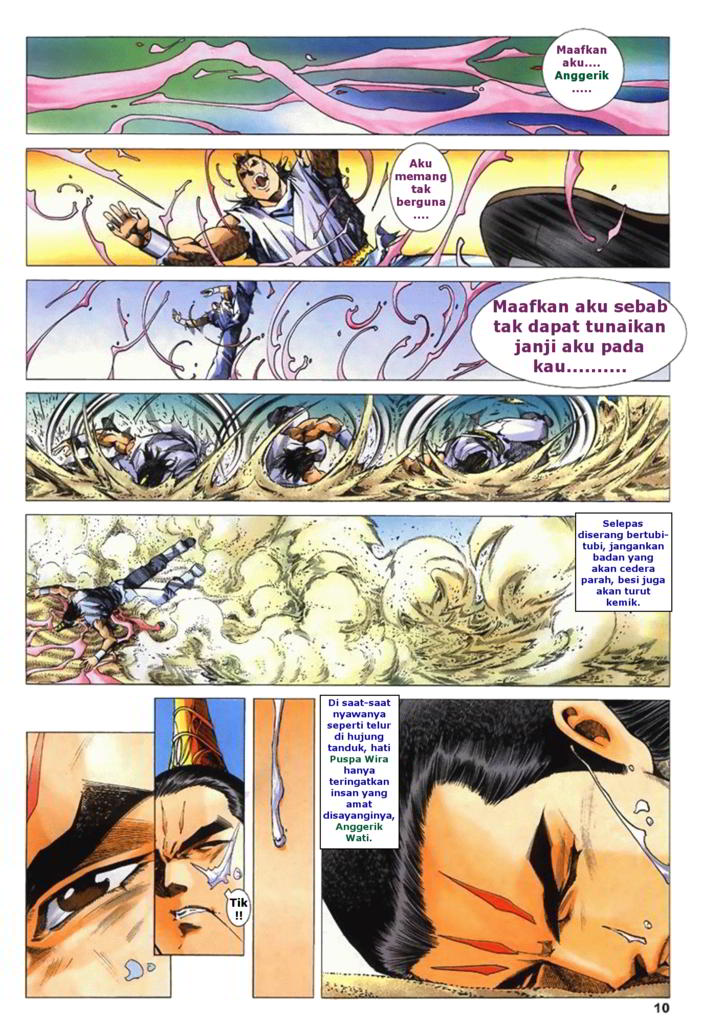 Maafkan
aku....
Anggerik
.....
Aku
memang
tak
berguna
....
Maafkan aku sebab
tak dapat tunaikan
janji aku pada
kau..........
Selepas
diserang bertubi-
tubi, jangankan
badan yang
akan cedera
parah, besi juga
akan turut
kemik.
Di saat-saat
nyawanya
seperti telur
di hujung
tanduk, hati
Puspa Wira
hanya
teringatkan
insan yang
amat
disayanginya,
Anggerik
Wati.
Tik
!!
10